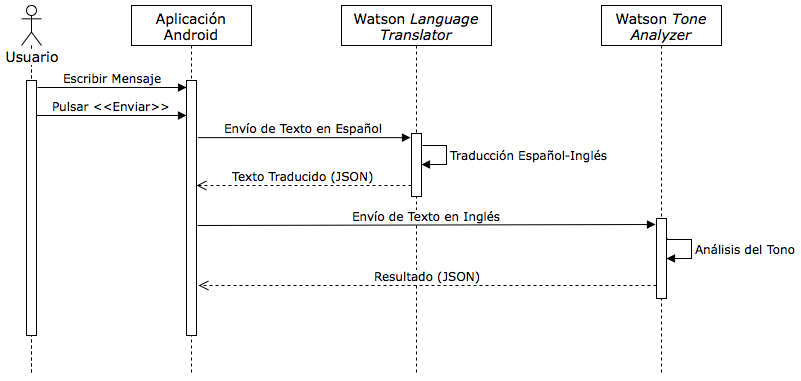 Aplicación
Android
Watson Language
Translator
Watson Tone
Analyzer
Usuario
Escribir Mensaje
Pulsar <<Enviar>>
Envío de Texto en Español
Traducción Español-Inglés
Texto Traducido (JSON)
Envío de Texto en Inglés
Análisis del Tono
Resultado (JSON)